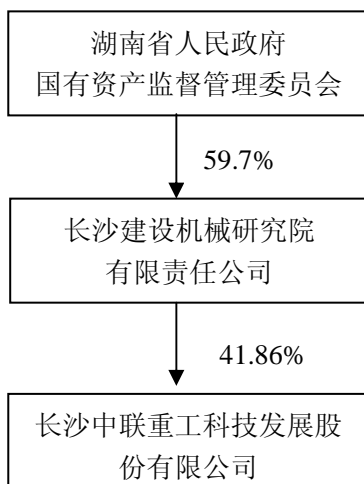 湖南省人民政府
国有资产监督管理委员会
59.7%
长沙建设机械研究院
有限责任公司
41.86%
长沙中联重工科技发展股
份有限公司